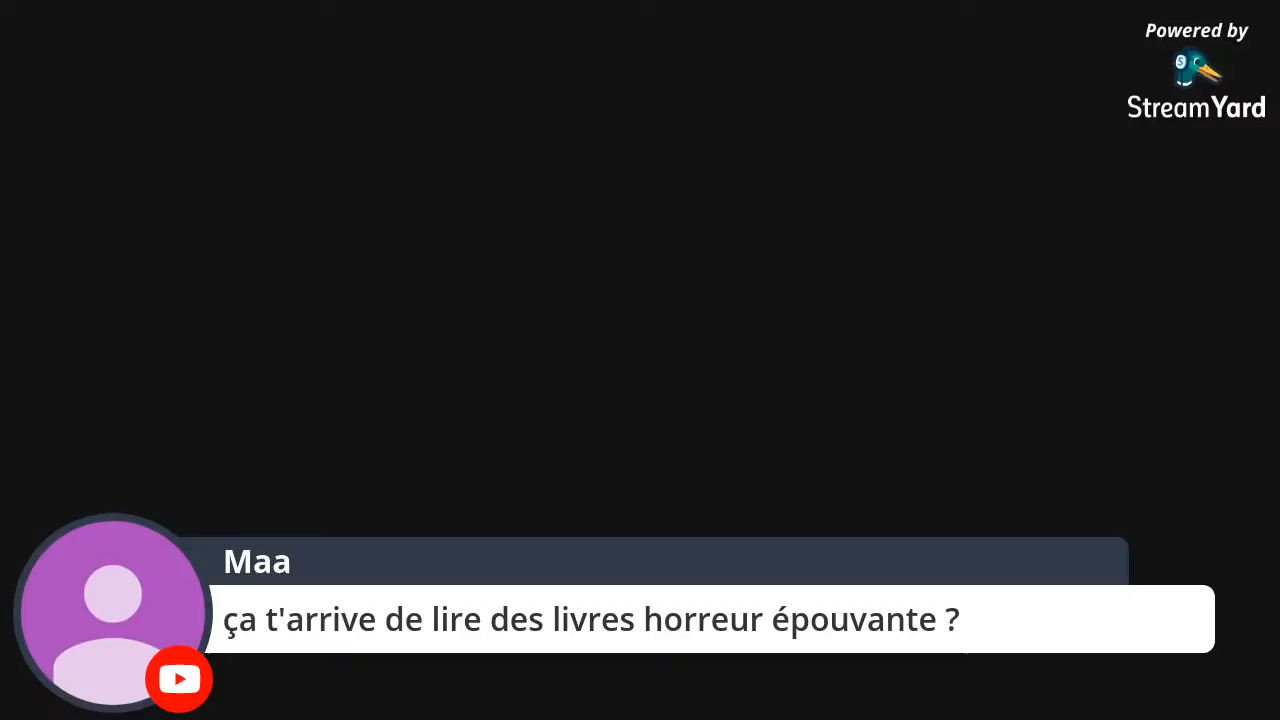 Powered by
StreamYard
Maa
ça t'arrive de lire des livres horreur épouvante ?